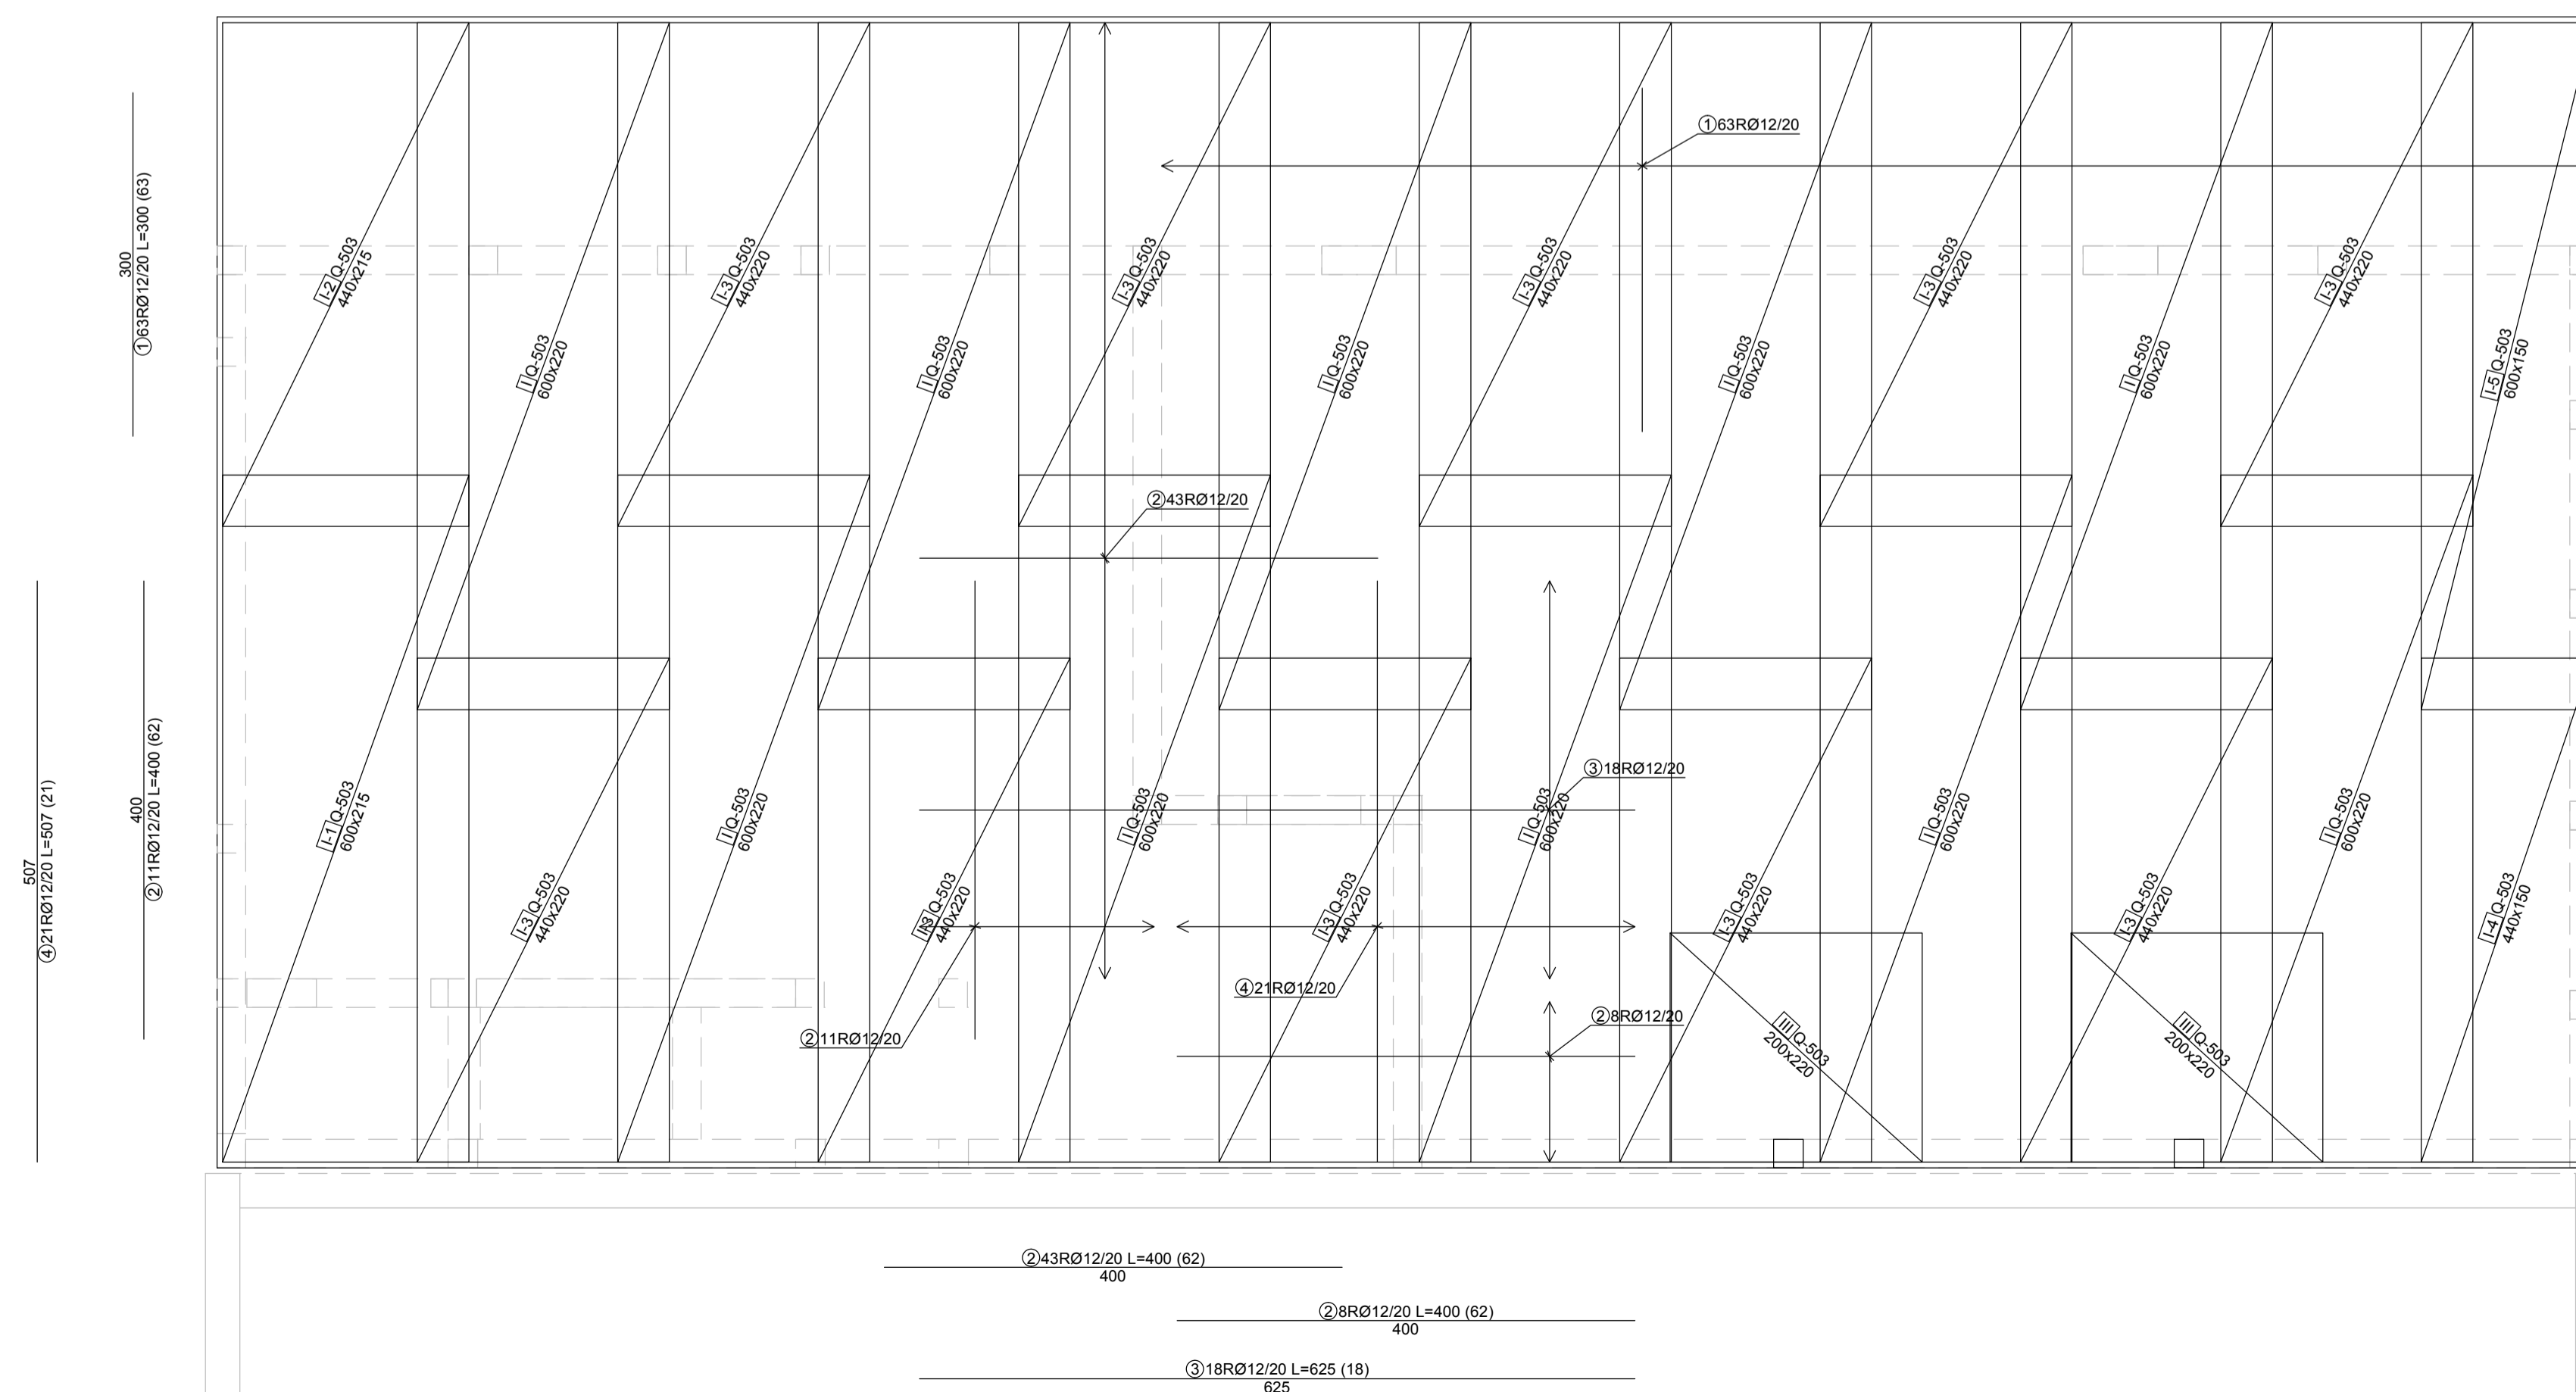 ①63RØ12/20
300
①63RØ12/20 L=300 (63)
I-2 Q-503
440x215
I-3 Q-503
440x220
I-3 Q-503
440x220
I-3 Q-503
440x220
I-3 Q-503
440x220
I-3 Q-503
440x220
I Q-503
600x220
I Q-503
600x220
I Q-503
600x220
I Q-503
600x220
I Q-503
600x220
I-5 Q-503
600x150
②43RØ12/20
③18RØ12/20
507
④21RØ12/20 L=507 (21)
400
②11RØ12/20 L=400 (62)
I-1 Q-503
600x215
I Q-503
600x220
I Q-503
600x220
I Q-503
600x220
I Q-503
600x220
I Q-503
600x220
I-3 Q-503
440x220
I-3 Q-503
440x220
I-3 Q-503
440x220
I-3 Q-503
440x220
I-3 Q-503
440x220
I-4 Q-503
440x150
④21RØ12/20
②8RØ12/20
②11RØ12/20
III Q-503
200x220
III Q-503
200x220
②43RØ12/20 L=400 (62)
400
②8RØ12/20 L=400 (62)
400
③18RØ12/20 L=625 (18)
625